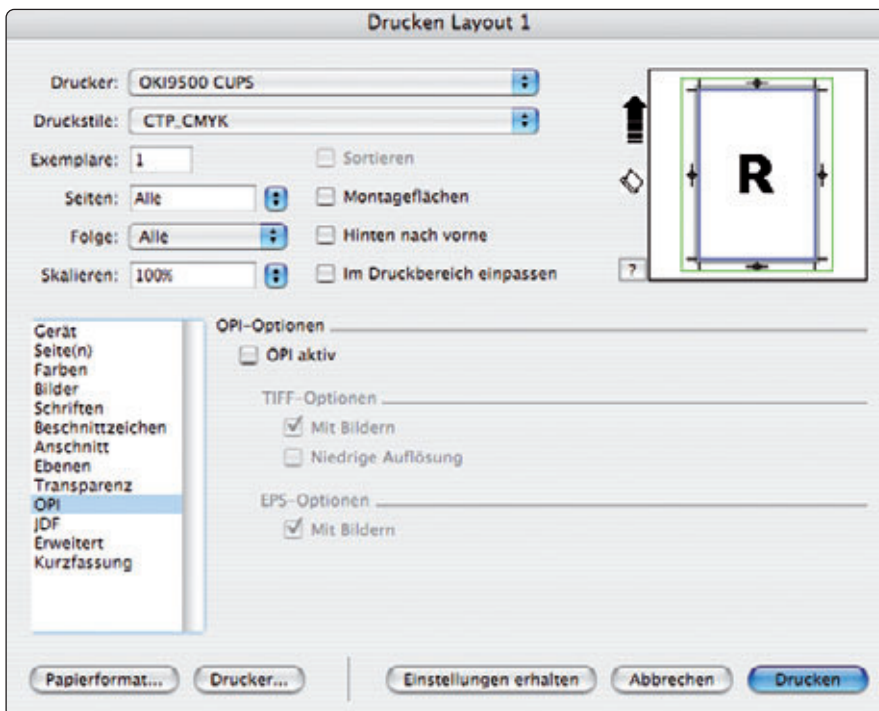 Drucken Layout 1
Drucker: OKI9500 CUPS
Druckstile: CTP_CMYK
Exemplare: 1 Sortieren
Seiten: Alle Montageflächen
Folge: Alle Hinten nach vorne
Skalieren: 100% Im Druckbereich einpassen
R
?
Gerät
Seite(n)
Farben
Bilder
Schriften
Beschnittzeichen
Anschnitt
Ebenen
Transparenz
OPI
JDF
Erweitert
Kurzfassung
OPI-Optionen
OPI aktiv
TIFF-Optionen
Mit Bildern
Niedrige Auflösung
EPS-Optionen
Mit Bildern
Papierformat... Drucker... Einstellungen erhalten Abbrechen Drucken